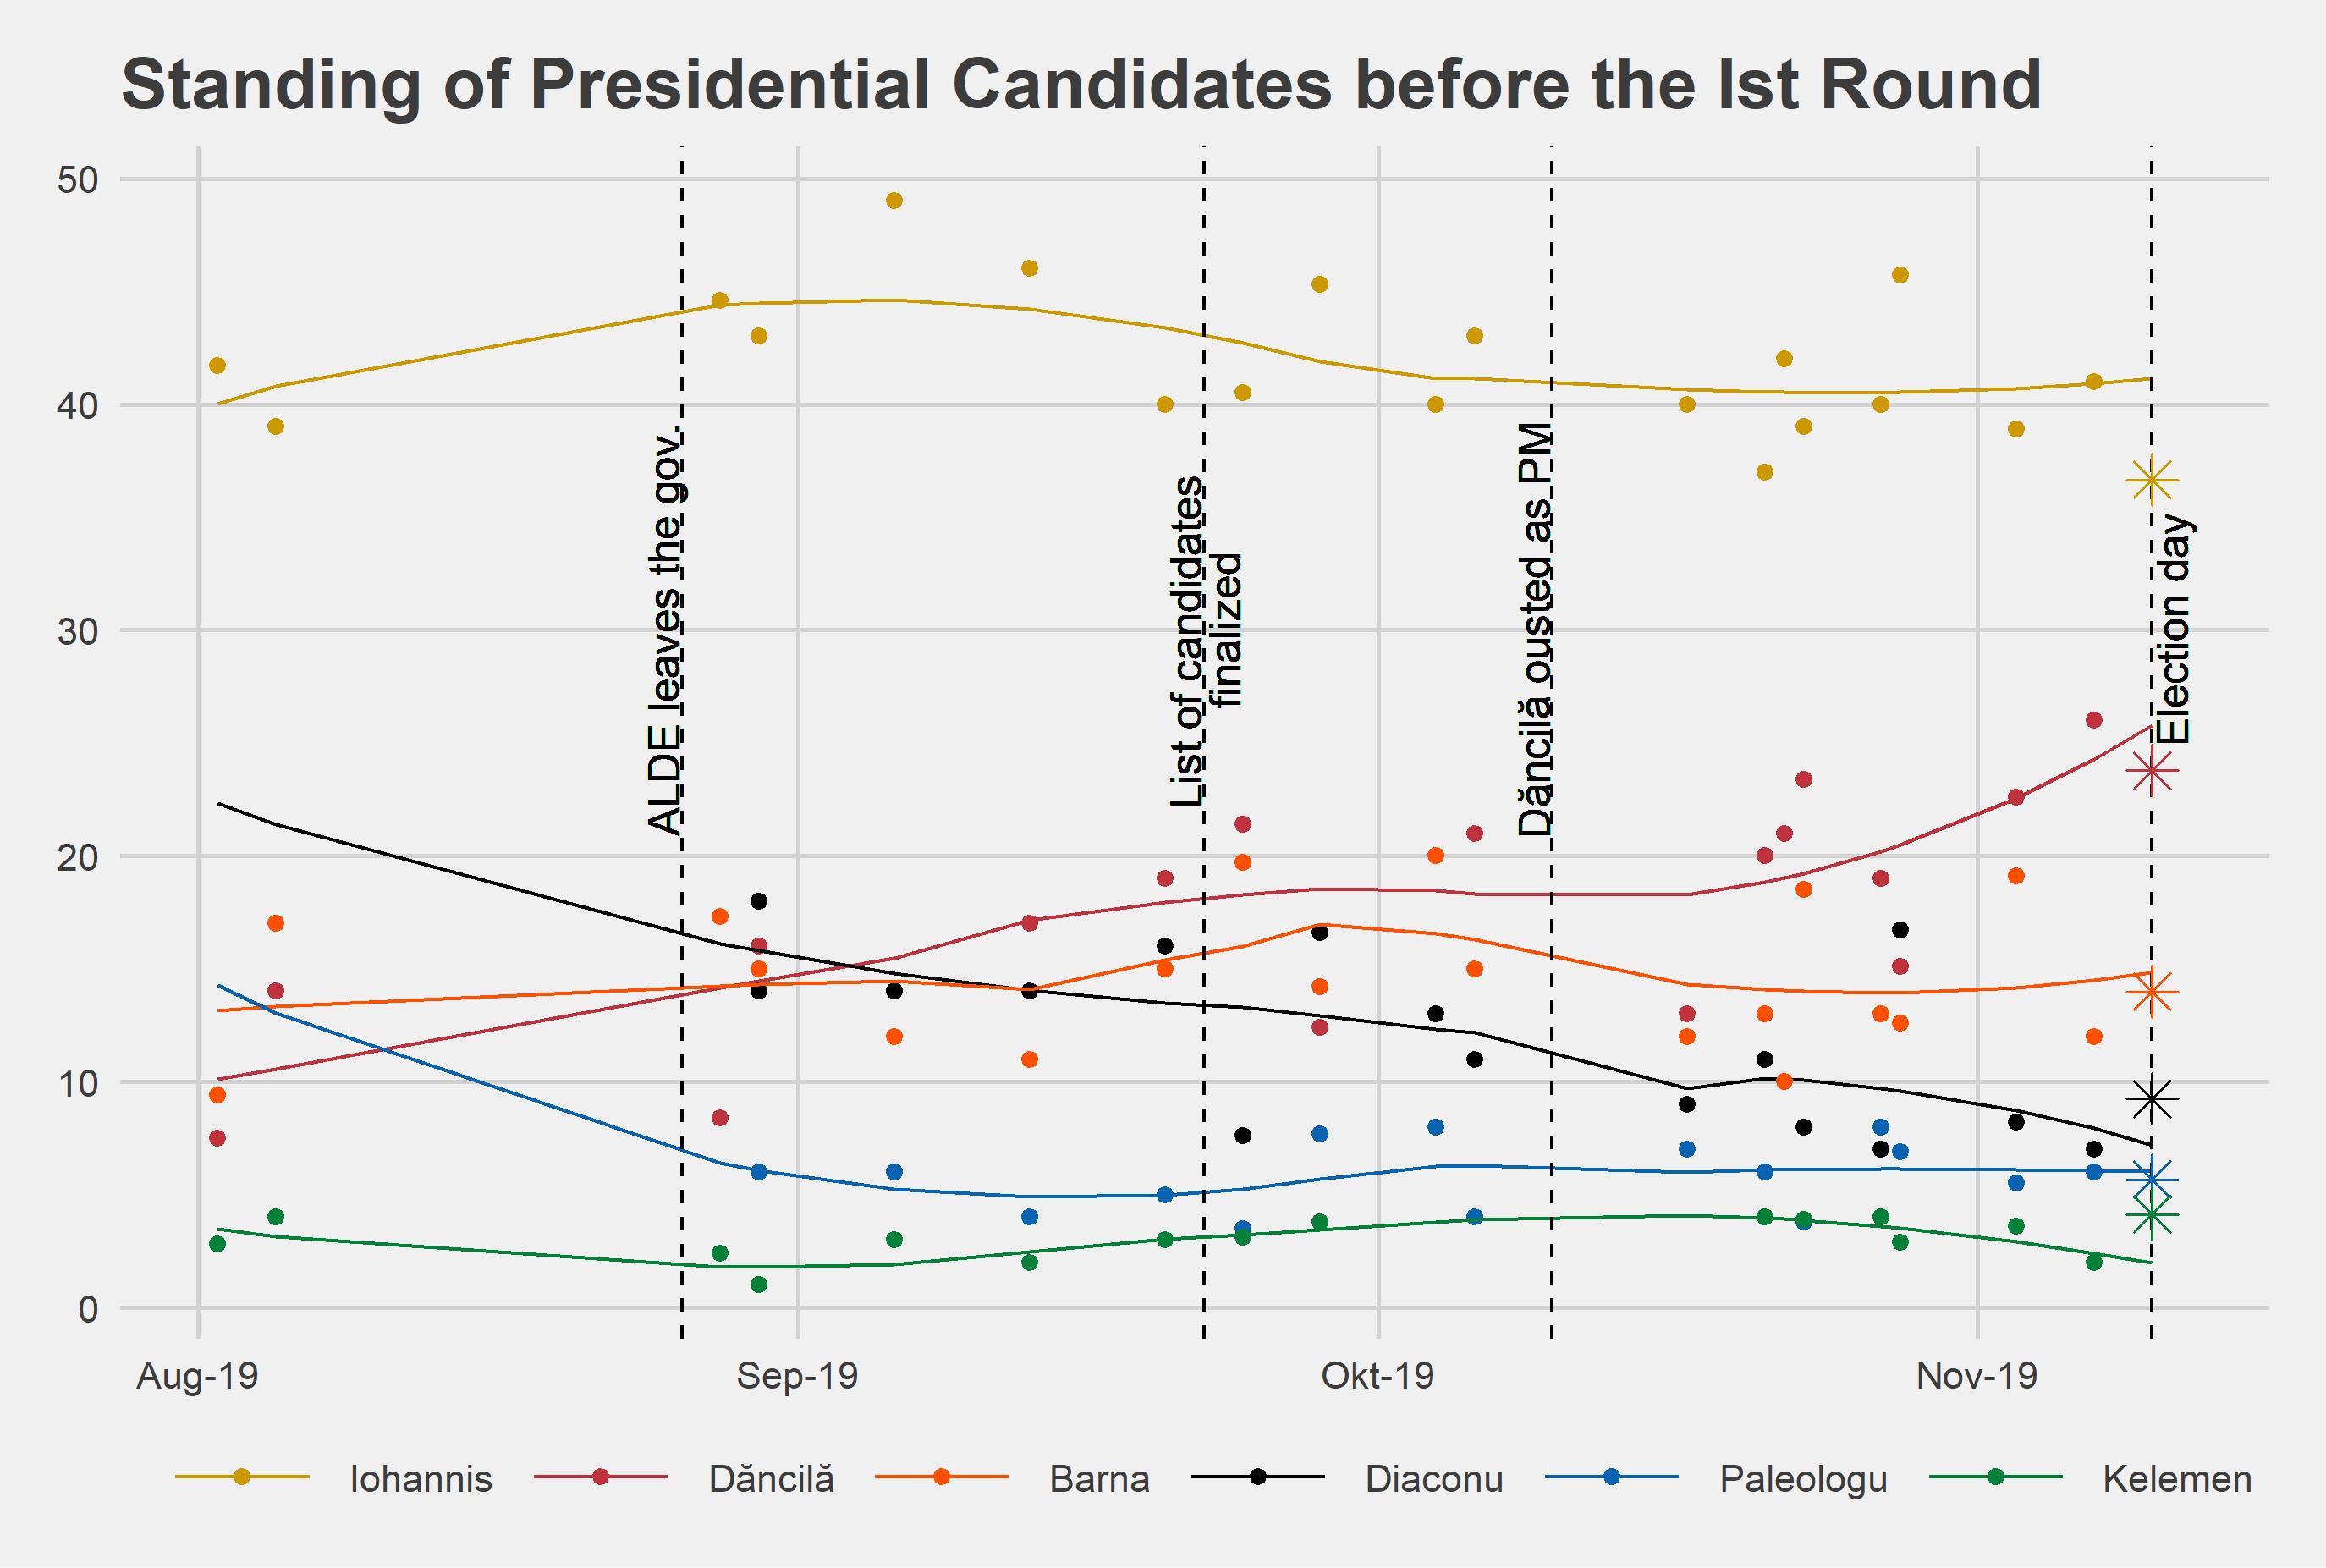 Standing of Presidential Candidates before the Ist Round
50
40
30
20
10
0
ALDE leaves the gov.
List of candidates
finalized
Dăncilă ousted as PM
Election day
Aug-19
Sep-19
Okt-19
Nov-19
Iohannis
Dăncilă
Barna
Diaconu
Paleologu
Kelemen